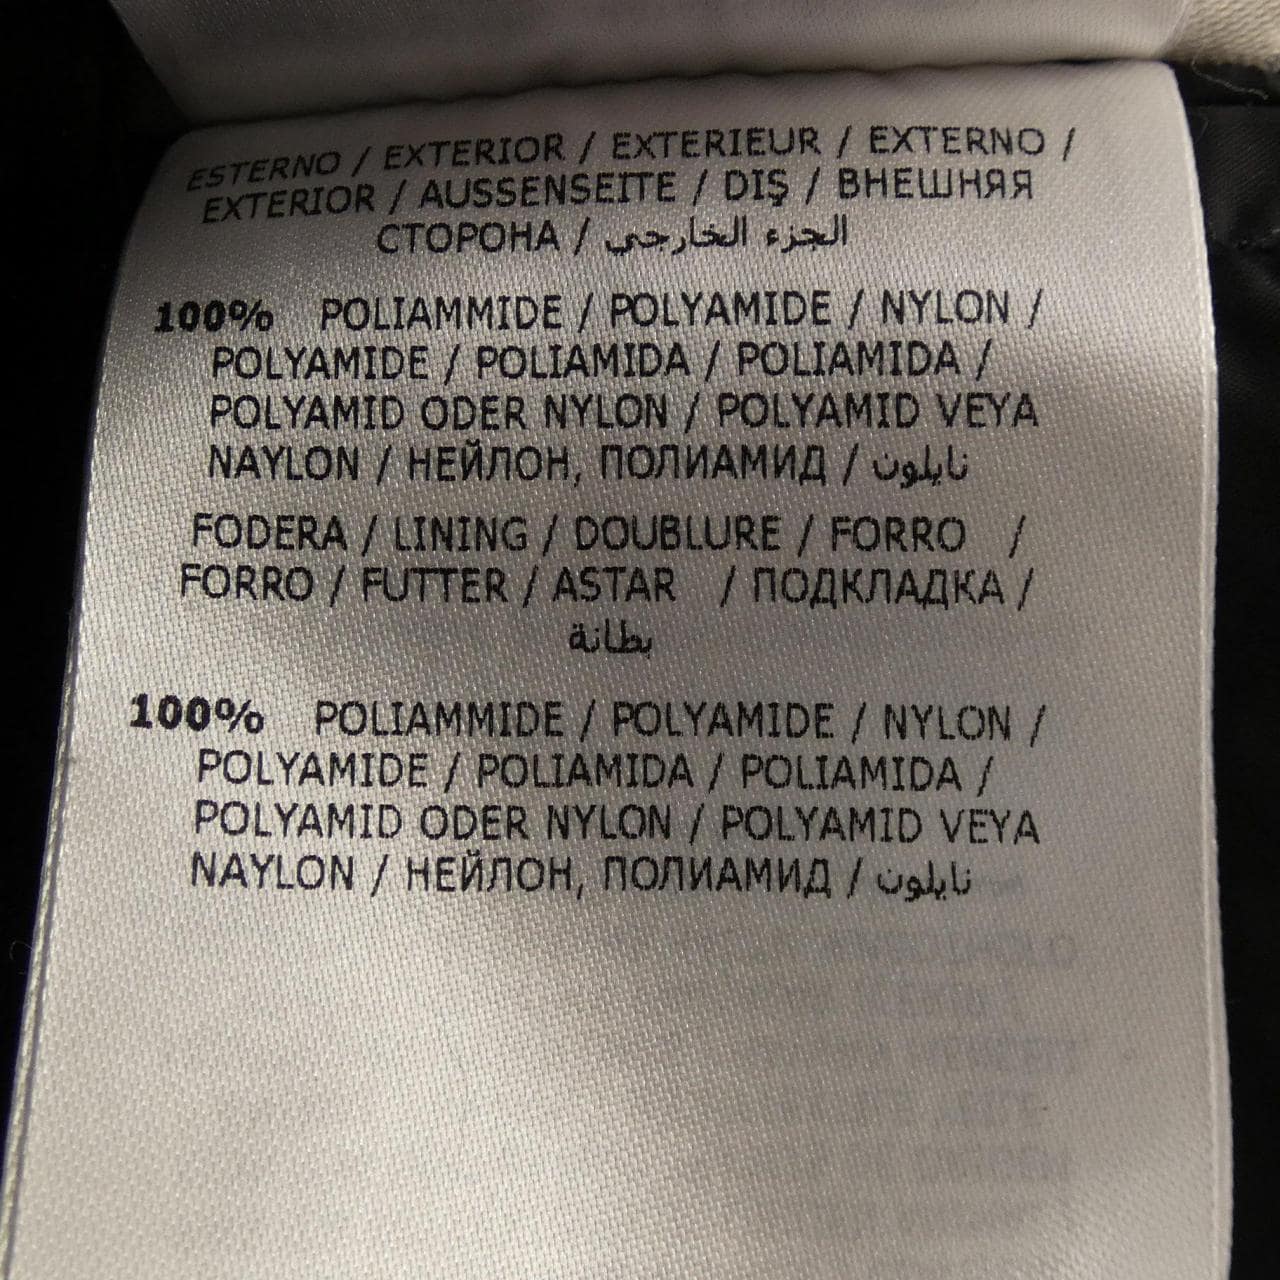 ESTERNO / EXTERIOR / EXTERIEUR / EXTERNO /
EXTERIOR / AUSSENSEITE / DIŞ / ВНЕШНЯЯ
СТОРОНА / الجزء الخارجي
100% POLIAMMIDE / POLYAMIDE / NYLON /
POLYAMIDE / POLIAMIDA / POLIAMIDA /
POLYAMID ODER NYLON / POLYAMID VEYA
NAYLON / НЕЙЛОН, ПОЛИАМИД / نايلون
FODERA / LINING / DOUBLURE / FORRO /
FORRO / FUTTER / ASTAR / ПОДКЛАДКА /
بطانة
100% POLIAMMIDE / POLYAMIDE / NYLON /
POLYAMIDE / POLIAMIDA / POLIAMIDA /
POLYAMID ODER NYLON / POLYAMID VEYA
NAYLON / НЕЙЛОН, ПОЛИАМИД / نايلون